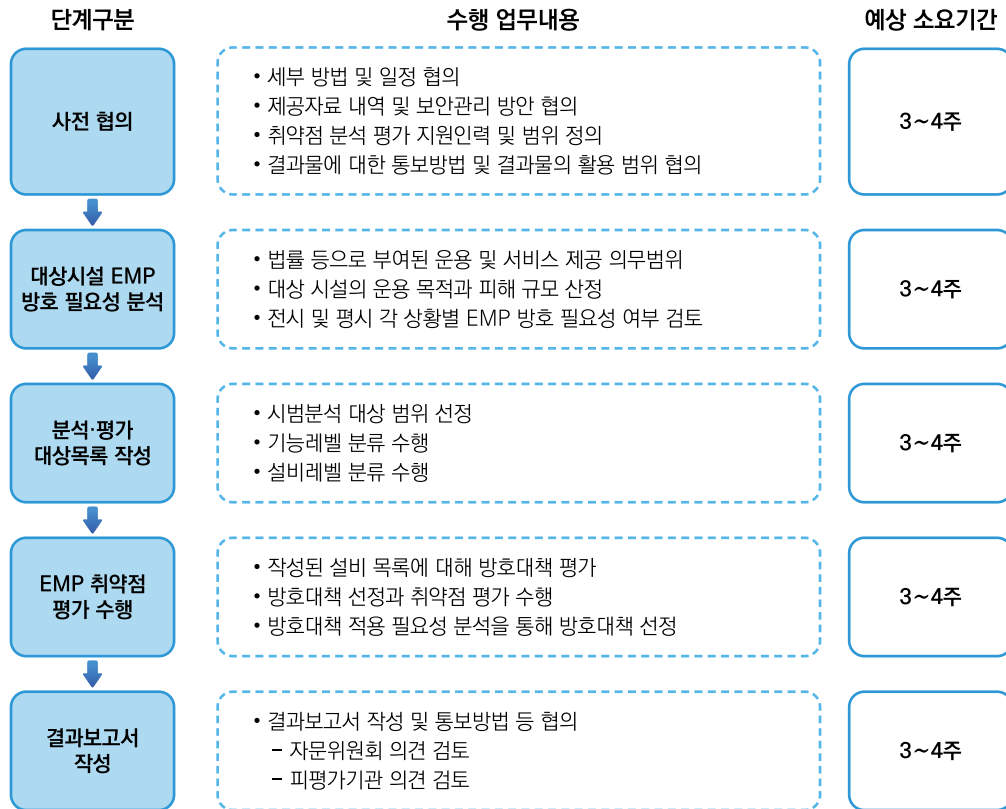 단계구분
수행 업무내용
예상 소요기간
사전 협의
• 세부 방법 및 일정 협의
• 제공자료 내역 및 보안관리 방안 협의
• 취약점 분석 평가 지원인력 및 범위 정의
• 결과물에 대한 통보방법 및 결과물의 활용 범위 협의
3~4주
대상시설 EMP
방호 필요성 분석
• 법률 등으로 부여된 운용 및 서비스 제공 의무범위
• 대상 시설의 운용 목적과 피해 규모 산정
• 전시 및 평시 각 상황별 EMP 방호 필요성 여부 검토
3~4주
분석·평가
대상목록 작성
• 시범분석 대상 범위 선정
• 기능레벨 분류 수행
• 설비레벨 분류 수행
3~4주
EMP 취약점
평가 수행
• 작성된 설비 목록에 대해 방호대책 평가
• 방호대책 선정과 취약점 평가 수행
• 방호대책 적용 필요성 분석을 통해 방호대책 선정
3~4주
결과보고서
작성
• 결과보고서 작성 및 통보방법 등 협의
– 자문위원회 의견 검토
– 피평가기관 의견 검토
3~4주